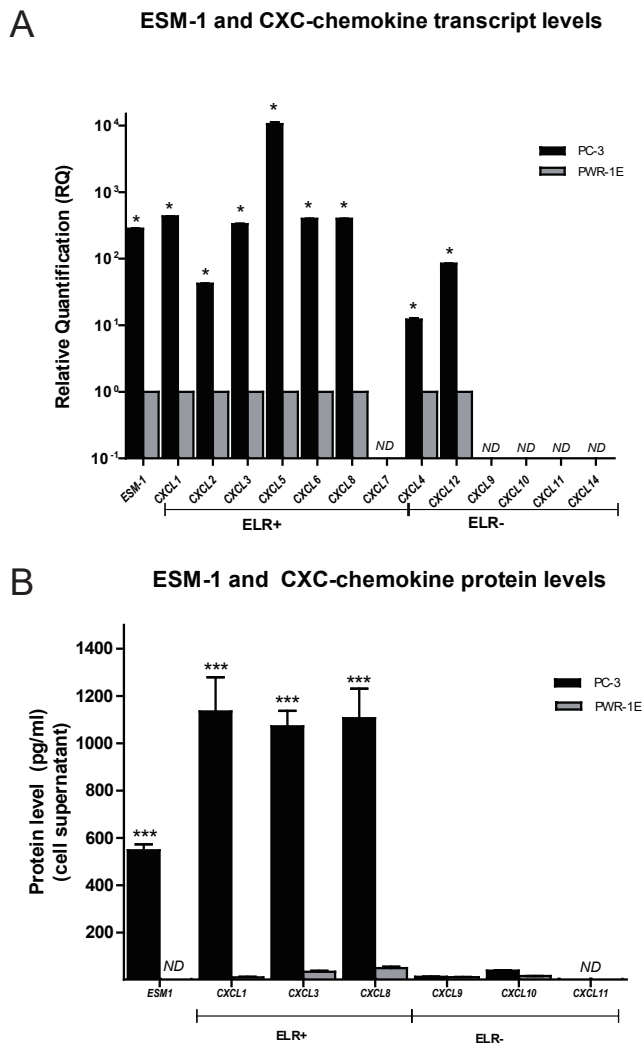 A
ESM-1 and CXC-chemokine transcript levels
Relative Quantification (RQ)
10⁴
10³
10²
10¹
10⁰
10⁻¹
PC-3
PWR-1E
* * * * * * * ND * * ND ND ND ND
ESM-1 CXCL1 CXCL2 CXCL3 CXCL5 CXCL6 CXCL8 CXCL7 CXCL4 CXCL12 CXCL9 CXCL10 CXCL11 CXCL14
ELR+ ELR-
B
ESM-1 and CXC-chemokine protein levels
Protein level (pg/ml)
(cell supernatant)
1400
1200
1000
800
600
400
200
PC-3
PWR-1E
*** ND *** *** *** ND
ESM1 CXCL1 CXCL3 CXCL8 CXCL9 CXCL10 CXCL11
ELR+ ELR-